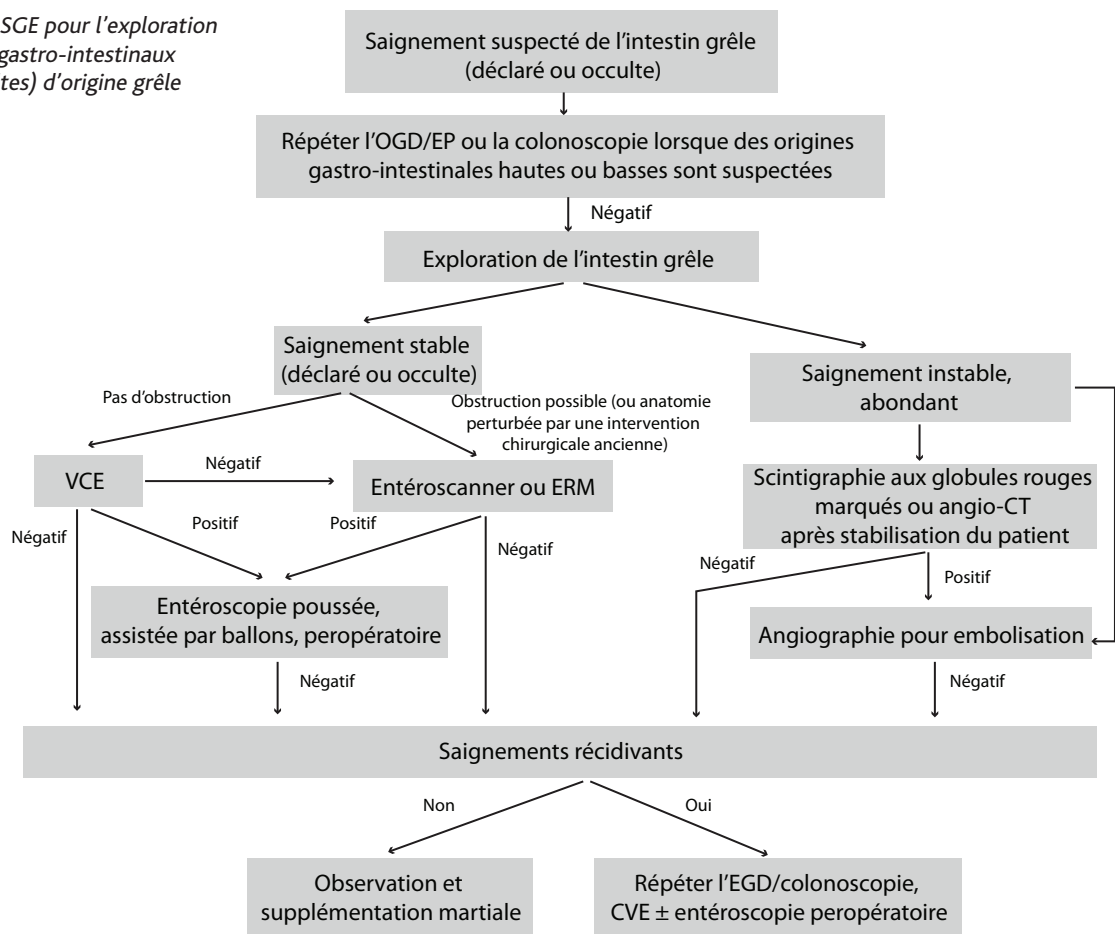 SGE pour l'exploration
gastro-intestinaux
tes) d'origine grêle
Saignement suspecté de l'intestin grêle
(déclaré ou occulte)
Répéter l'OGD/EP ou la colonoscopie lorsque des origines
gastro-intestinales hautes ou basses sont suspectées
Négatif
Exploration de l'intestin grêle
Saignement stable
(déclaré ou occulte)
Saignement instable,
abondant
Pas d'obstruction
Obstruction possible (ou anatomie
perturbée par une intervention
chirurgicale ancienne)
VCE
Négatif
Entéroscanner ou ERM
Scintigraphie aux globules rouges
marqués ou angio-CT
après stabilisation du patient
Négatif
Positif
Positif
Négatif
Négatif
Positif
Entéroscopie poussée,
assistée par ballons, peropératoire
Angiographie pour embolisation
Négatif
Négatif
Saignements récidivants
Non
Oui
Observation et
supplémentation martiale
Répéter l'EGD/colonoscopie,
CVE ± entéroscopie peropératoire